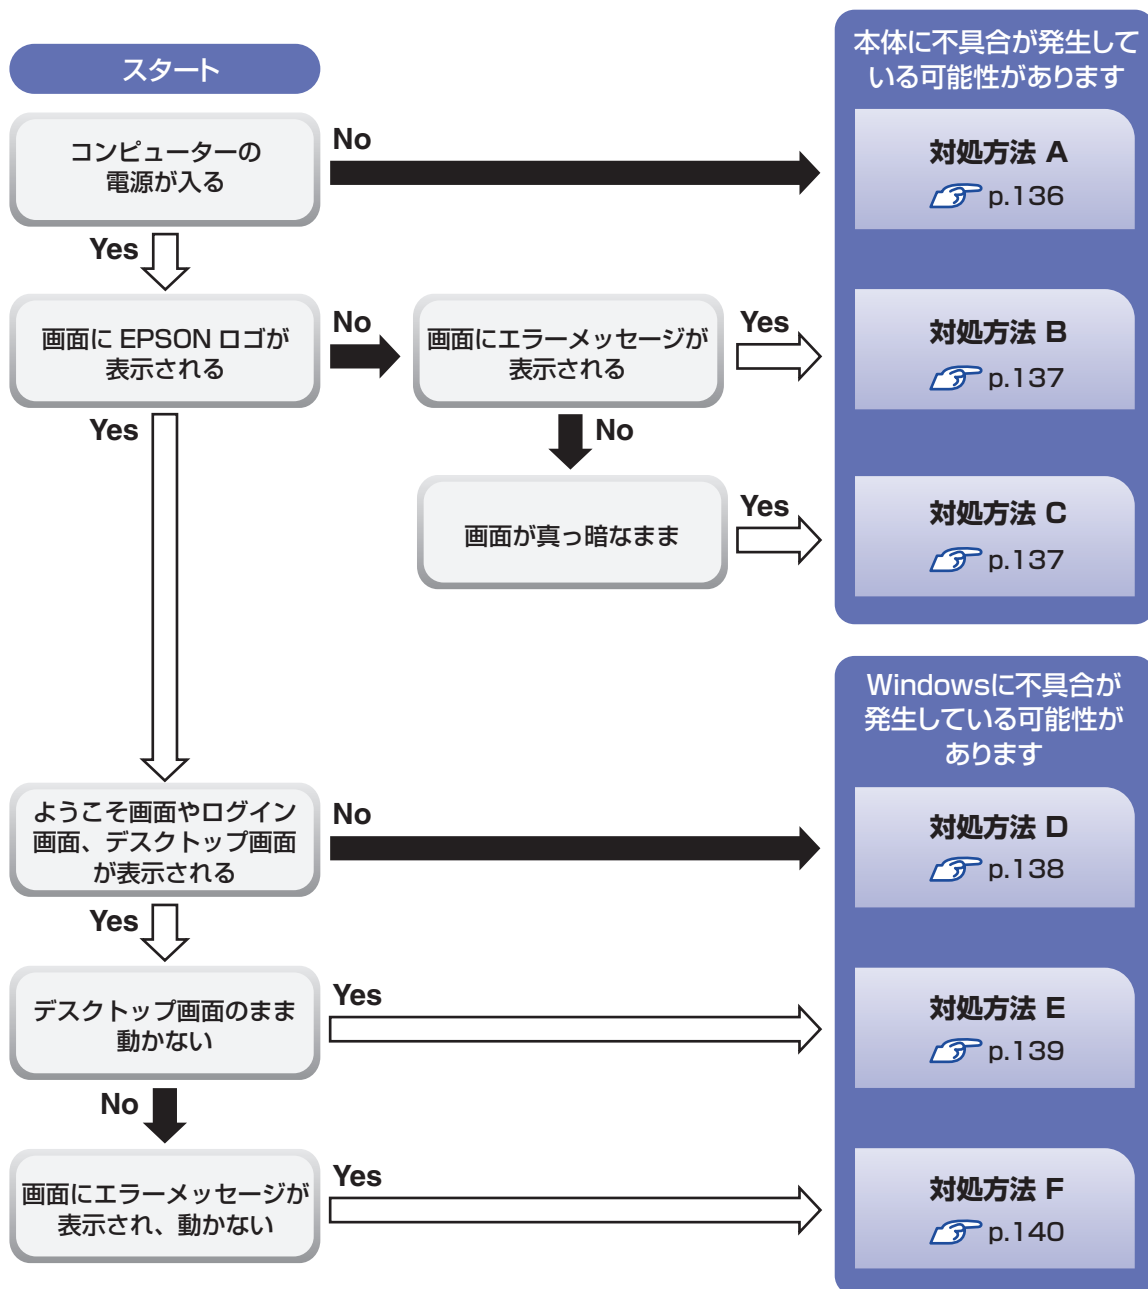 スタート
コンピューターの
電源が入る
No
本体に不具合が発生して
いる可能性があります
対処方法 A
p.136
Yes
画面に EPSON ロゴが
表示される
No
画面にエラーメッセージが
表示される
Yes
対処方法 B
p.137
Yes
No
画面が真っ暗なまま
Yes
対処方法 C
p.137
Windowsに不具合が
発生している可能性が
あります
ようこそ画面やログイン
画面、デスクトップ画面
が表示される
No
対処方法 D
p.138
Yes
デスクトップ画面のまま
動かない
Yes
対処方法 E
p.139
No
画面にエラーメッセージが
表示され、動かない
Yes
対処方法 F
p.140